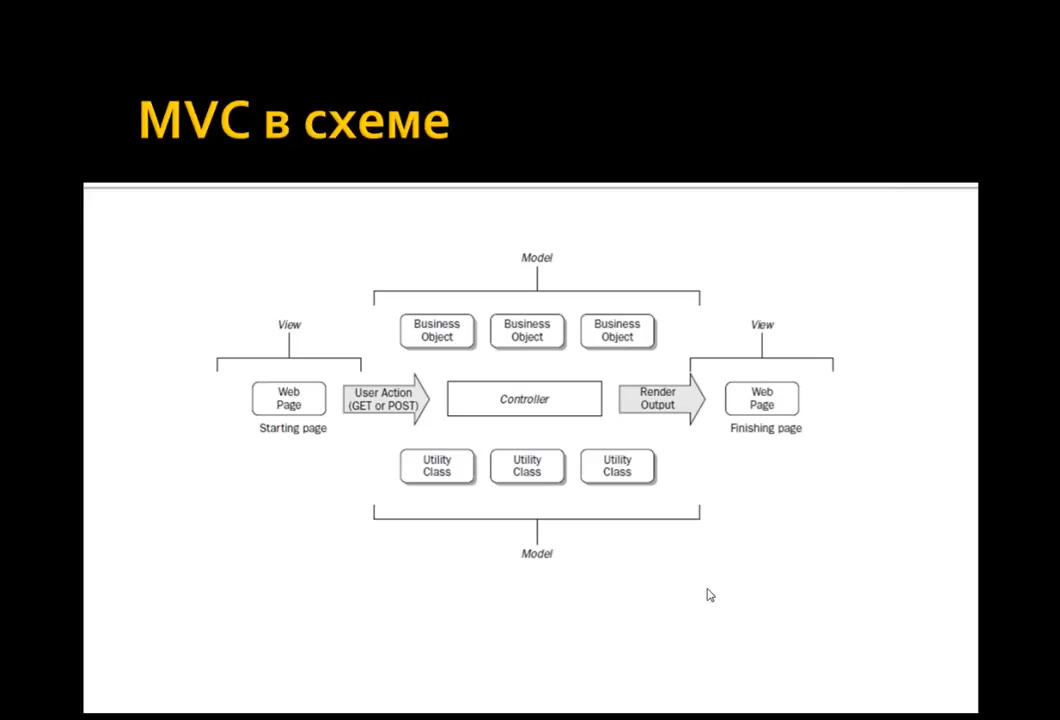 MVC в схеме
Model
Business
Object
Business
Object
Business
Object
View
Web
Page
Starting page
User Action
(GET or POST)
Controller
Render
Output
View
Web
Page
Finishing page
Utility
Class
Utility
Class
Utility
Class
Model